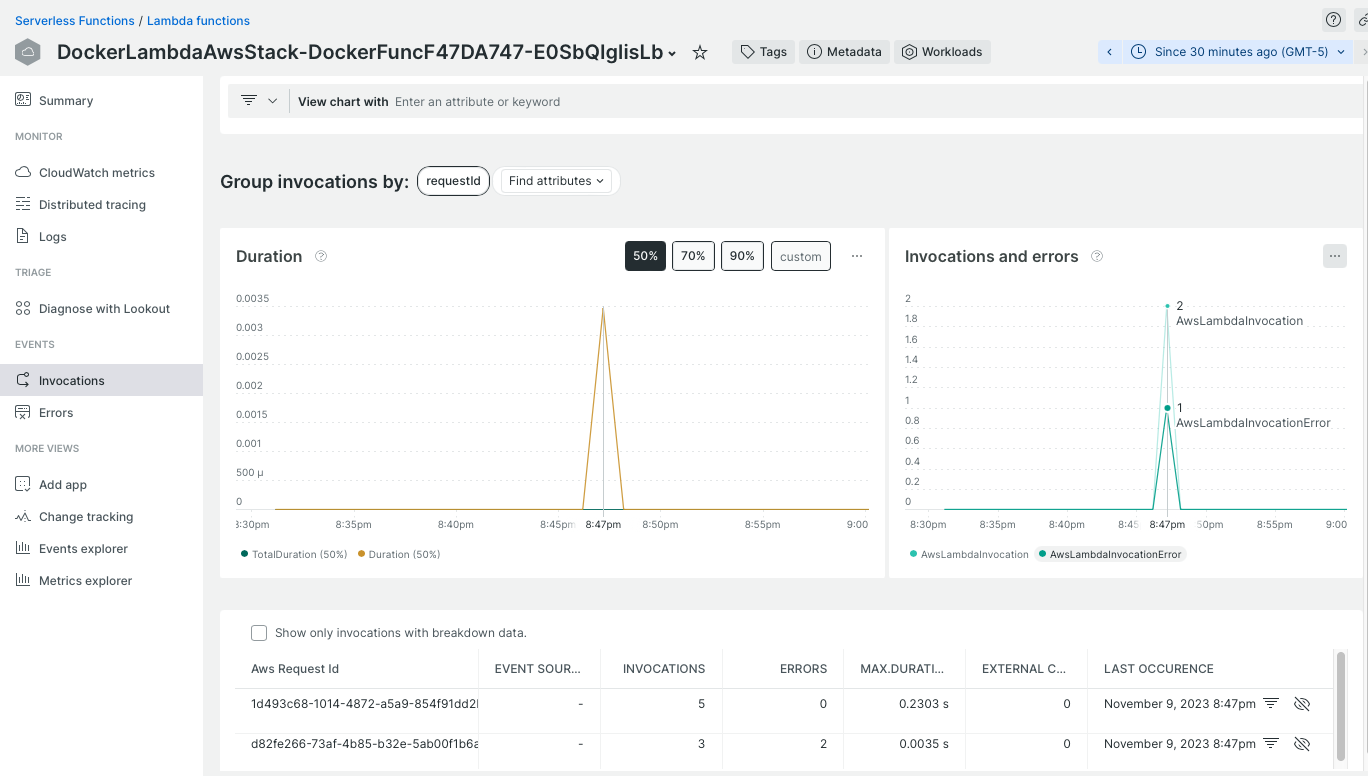 Serverless Functions / Lambda functions
DockerLambdaAwsStack-DockerFuncF47DA747-E0SbQIglisLb
Tags
Metadata
Workloads
Since 30 minutes ago (GMT-5)
Summary
MONITOR
CloudWatch metrics
Distributed tracing
Logs
TRIAGE
Diagnose with Lookout
EVENTS
Invocations
Errors
MORE VIEWS
Add app
Change tracking
Events explorer
Metrics explorer
View chart with Enter an attribute or keyword
Group invocations by: requestId Find attributes
Duration ?
50% 70% 90% custom ...
0.0035
0.003
0.0025
0.002
0.0015
0.001
500 µ
0
3:30pm 8:35pm 8:40pm 8:45pm 8:47pm 8:50pm 8:55pm 9:00
TotalDuration (50%) Duration (50%)
Invocations and errors ?
...
2
1.8
1.6
1.4
1.2
1
0.8
0.6
0.4
0.2
0
2
AwsLambdaInvocation
1
AwsLambdaInvocationError
8:30pm 8:35pm 8:40pm 8:45 8:47pm 50pm 8:55pm 9:00
AwsLambdaInvocation AwsLambdaInvocationError
Show only invocations with breakdown data.
Aws Request Id EVENT SOUR... INVOCATIONS ERRORS MAX.DURATI... EXTERNAL C... LAST OCCURENCE
1d493c68-1014-4872-a5a9-854f91dd2 - 5 0 0.2303 s 0 November 9, 2023 8:47pm
d82fe266-73af-4b85-b32e-5ab00f1b6a - 3 2 0.0035 s 0 November 9, 2023 8:47pm